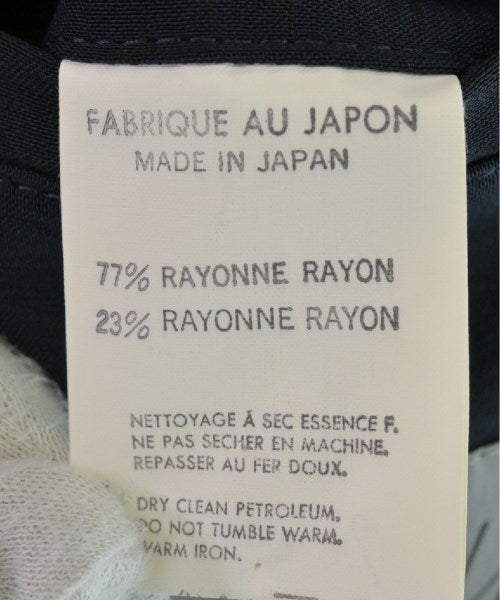 FABRIQUE AU JAPON
MADE IN JAPAN
77% RAYONNE RAYON
23% RAYONNE RAYON
NETTOYAGE Á SEC ESSENCE F.
NE PAS SECHER EN MACHINE.
REPASSER AU FER DOUX.
DRY CLEAN PETROLEUM.
DO NOT TUMBLE WARM.
WARM IRON.